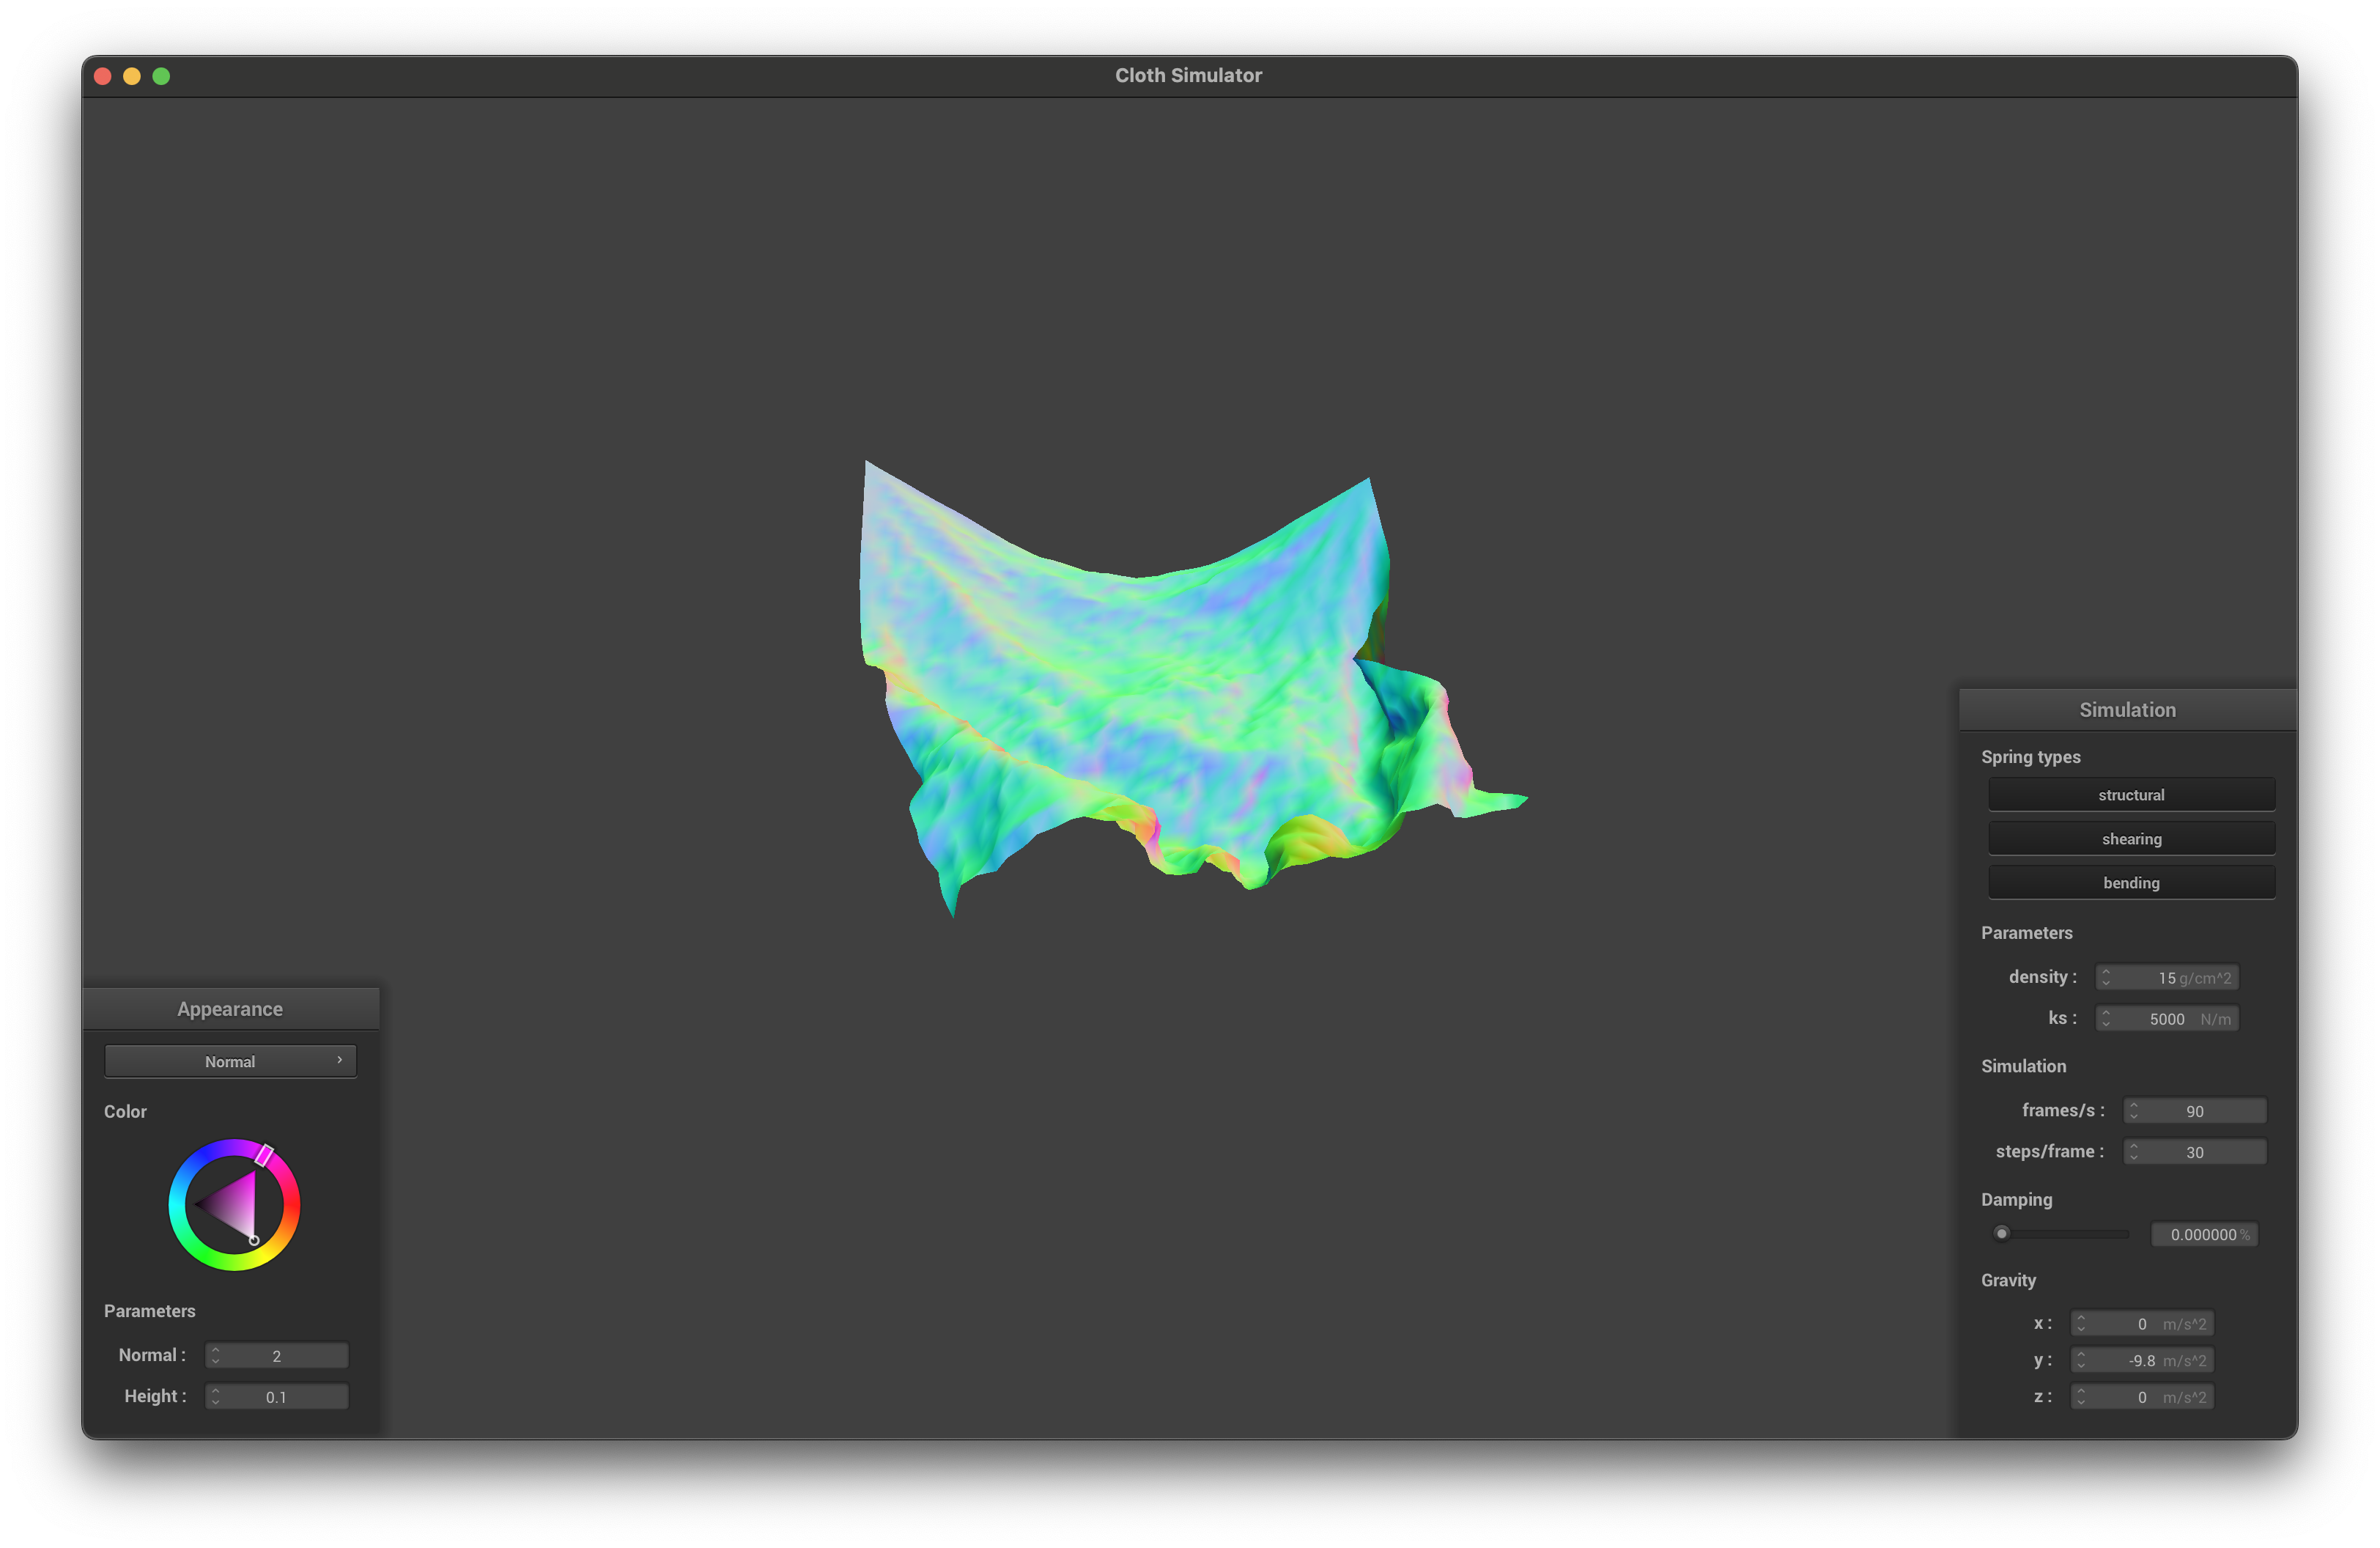 Cloth Simulator
Appearance
Normal
Color
Parameters
Normal : 2
Height : 0.1
Simulation
Spring types
structural
shearing
bending
Parameters
density : 15 g/cm^2
ks : 5000 N/m
Simulation
frames/s : 90
steps/frame : 30
Damping
0.000000 %
Gravity
x : 0 m/s^2
y : -9.8 m/s^2
z : 0 m/s^2